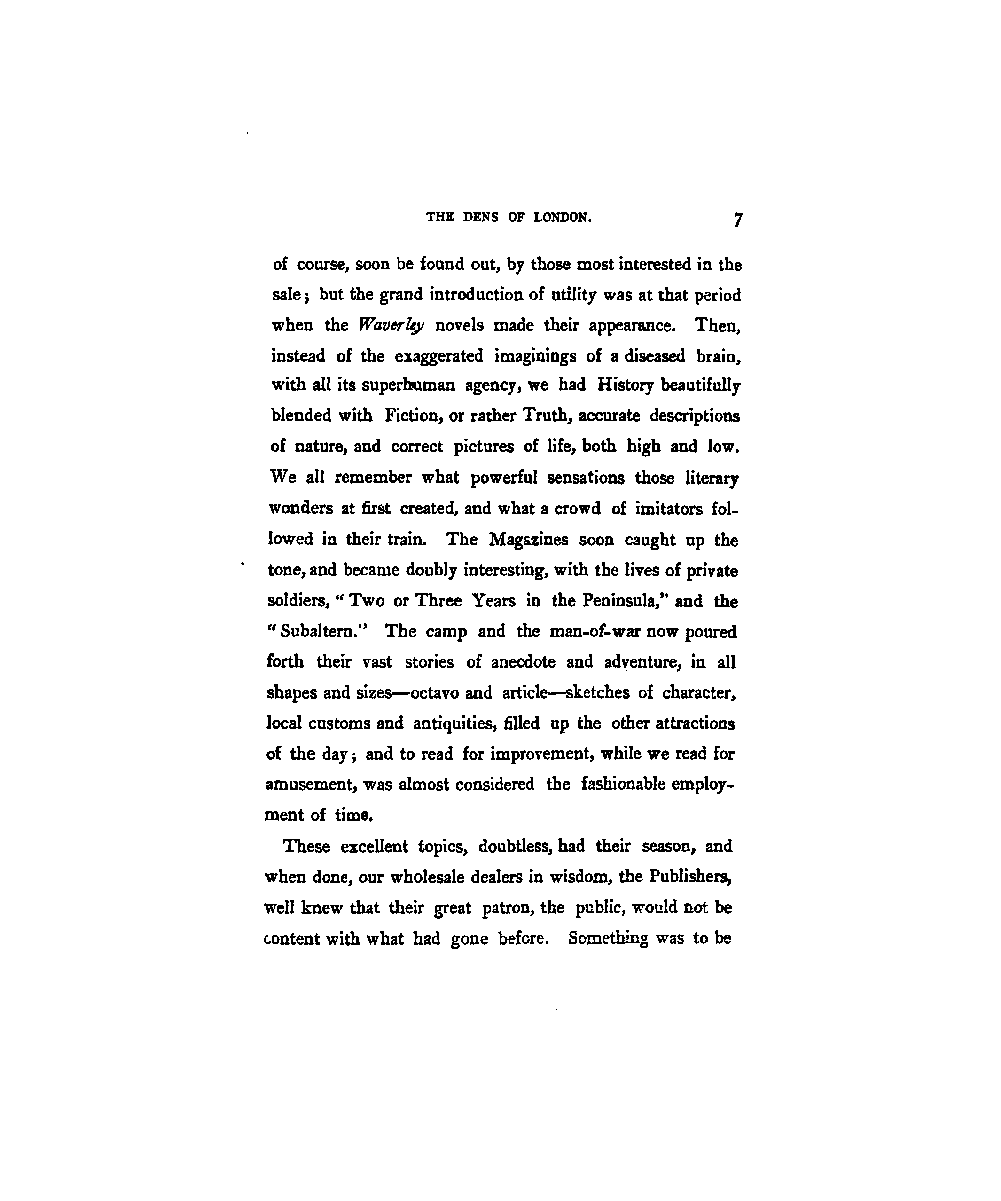 THE DENS OF LONDON. 7
of course, soon be found out, by those most interested in the
sale; but the grand introduction of utility was at that period
when the Waverley novels made their appearance. Then,
instead of the exaggerated imaginings of a diseased brain,
with all its superhuman agency, we had History beautifully
blended with Fiction, or rather Truth, accurate descriptions
of nature, and correct pictures of life, both high and low.
We all remember what powerful sensations those literary
wonders at first created, and what a crowd of imitators fol-
lowed in their train. The Magazines soon caught up the
tone, and became doubly interesting, with the lives of private
soldiers, “Two or Three Years in the Peninsula,” and the
“Subaltern.” The camp and the man-of-war now poured
forth their vast stories of anecdote and adventure, in all
shapes and sizes—octavo and article—sketches of character,
local customs and antiquities, filled up the other attractions
of the day; and to read for improvement, while we read for
amusement, was almost considered the fashionable employ-
ment of time.
These excellent topics, doubtless, had their season, and
when done, our wholesale dealers in wisdom, the Publishers,
well knew that their great patron, the public, would not be
content with what had gone before. Something was to be